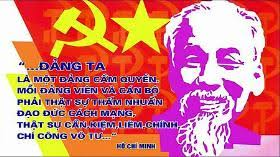 “...ĐẢNG TA
LÀ MỘT ĐẢNG CẦM QUYỀN.
MỖI ĐẢNG VIÊN VÀ CÁN BỘ
PHẢI THẬT SỰ THẤM NHUẦN
ĐẠO ĐỨC CÁCH MẠNG,
THẬT SỰ CẦN, KIỆM, LIÊM, CHÍNH,
CHÍ CÔNG VÔ TƯ...”
HỒ CHÍ MINH